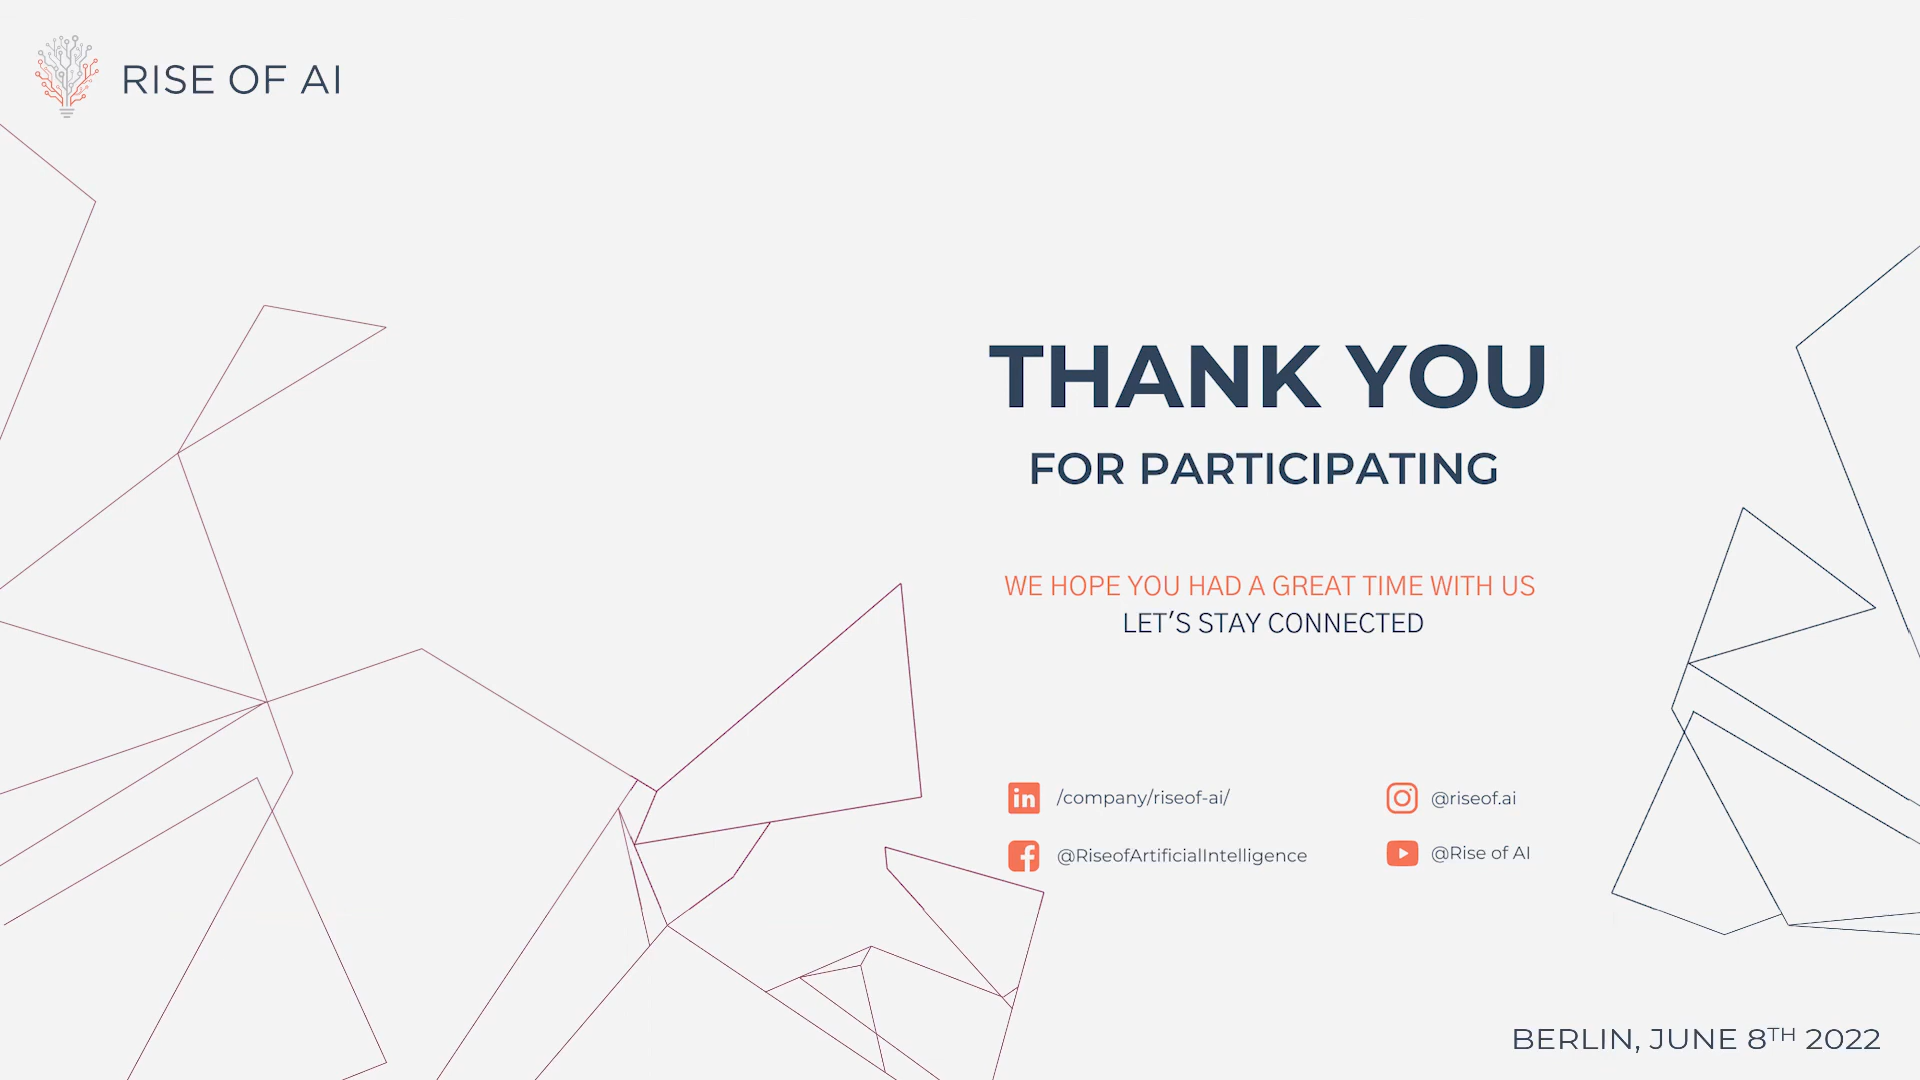 RISE OF AI
THANK YOU
FOR PARTICIPATING
WE HOPE YOU HAD A GREAT TIME WITH US
LET'S STAY CONNECTED
in /company/riseof-ai/
@riseof.ai
@RiseofArtificialIntelligence
@Rise of AI
BERLIN, JUNE 8TH 2022